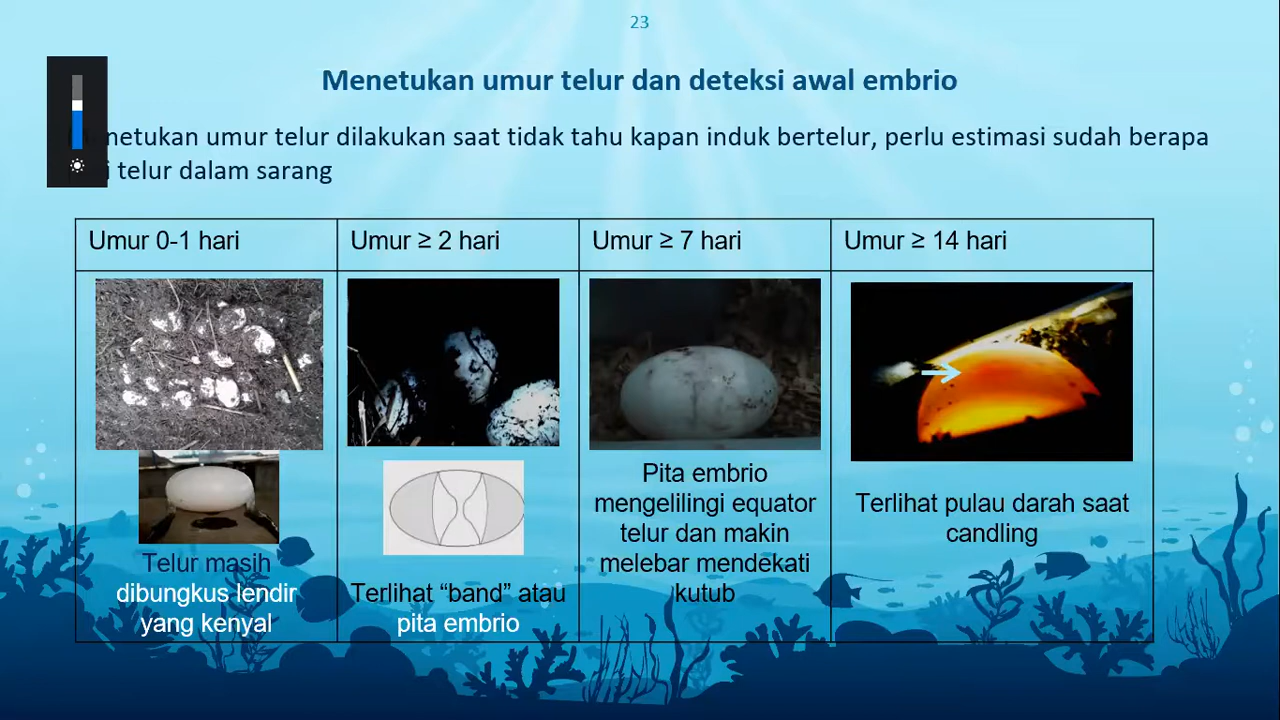 23
Menetukan umur telur dan deteksi awal embrio
netukan umur telur dilakukan saat tidak tahu kapan induk bertelur, perlu estimasi sudah berapa
telur dalam sarang
Umur 0-1 hari
Umur ≥ 2 hari
Umur ≥ 7 hari
Umur ≥ 14 hari
Telur masih
dibungkus lendir
yang kenyal
Terlihat “band” atau
pita embrio
Pita embrio
mengelilingi equator
telur dan makin
melebar mendekati
kutub
Terlihat pulau darah saat
candling